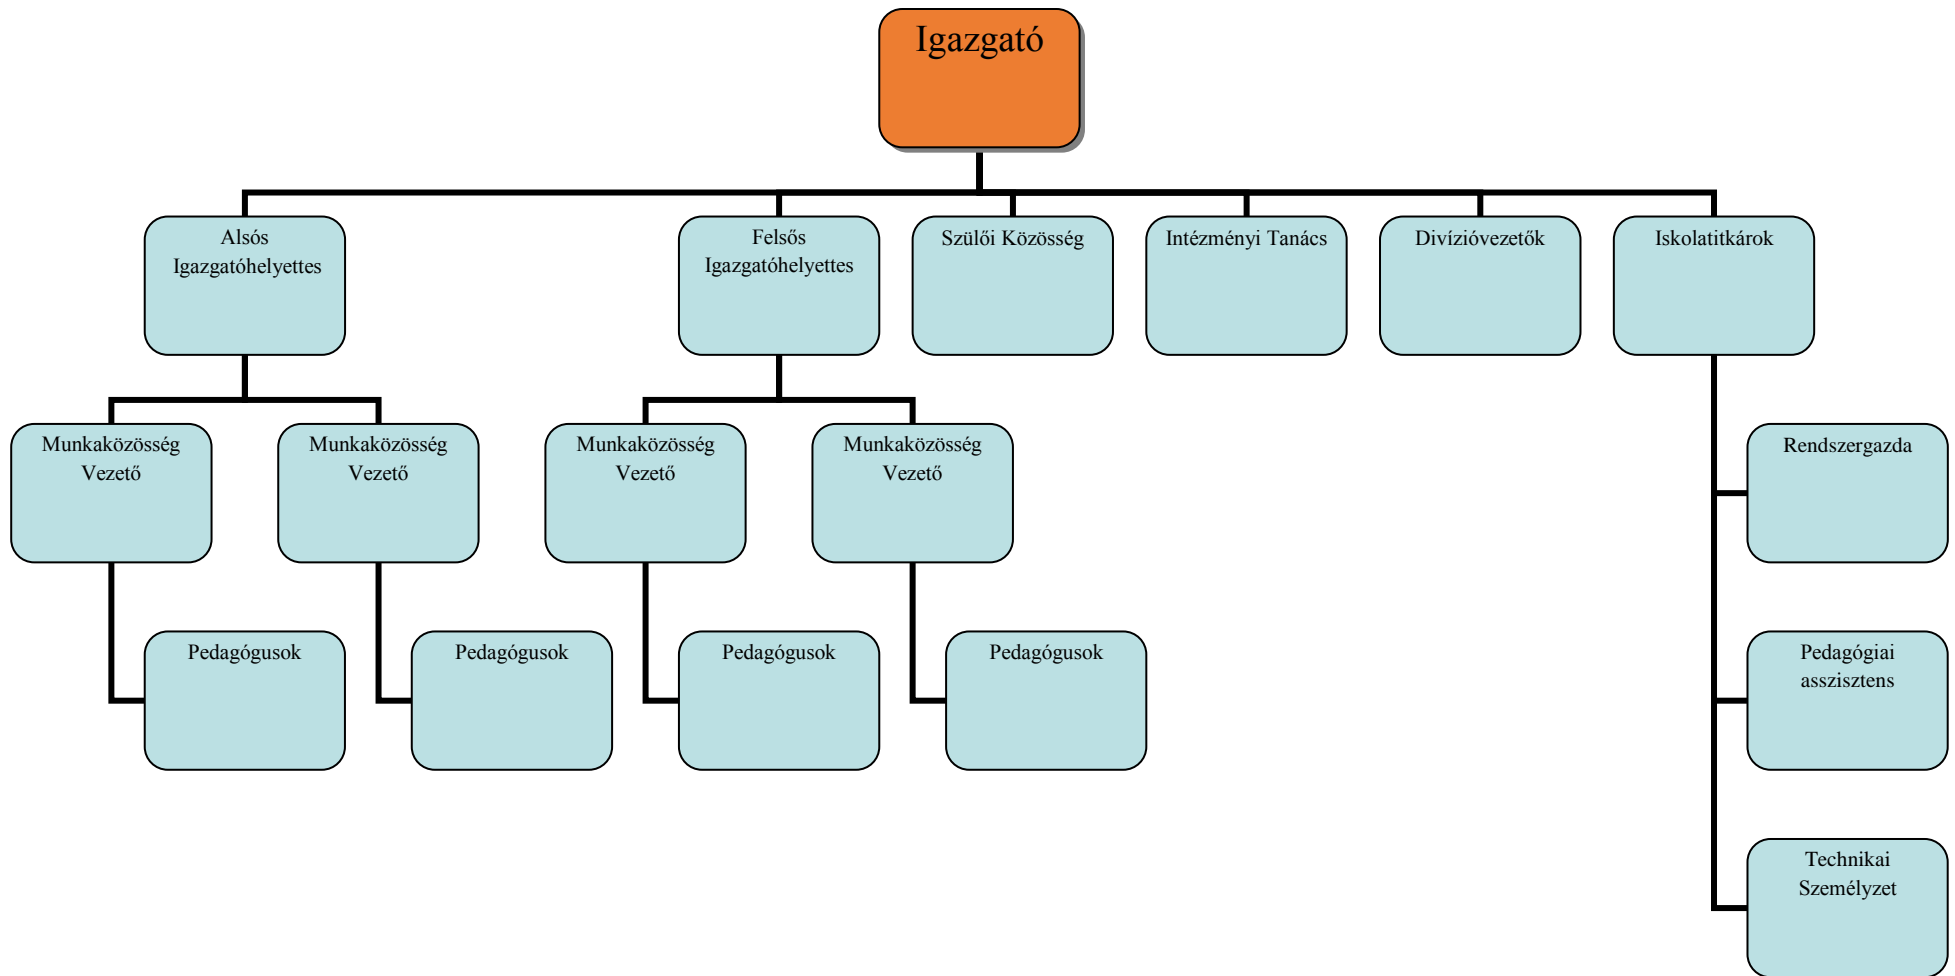 Igazgató
Alsós
Igazgatóhelyettes
Felsős
Igazgatóhelyettes
Szülői Közösség
Intézményi Tanács
Divízióvezetők
Iskolatitkárok
Munkaközösség
Vezető
Munkaközösség
Vezető
Munkaközösség
Vezető
Munkaközösség
Vezető
Rendszergazda
Pedagógusok
Pedagógusok
Pedagógusok
Pedagógusok
Pedagógiai
asszisztens
Technikai
Személyzet